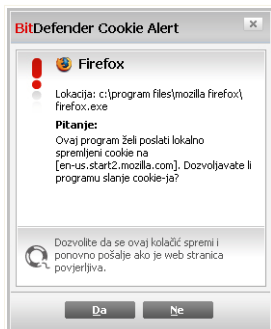 BitDefender Cookie Alert
Firefox
Lokacija: c:\program files\mozilla firefox\
firefox.exe
Pitanje:
Ovaj program želi poslati lokalno
spremljeni cookie na
[en-us.start2.mozilla.com]. Dozvoljavate li
programu slanje cookie-ja?
Dozvolite da se ovaj kolačić spremi i
ponovno pošalje ako je web stranica
povjerljiva.
Da Ne